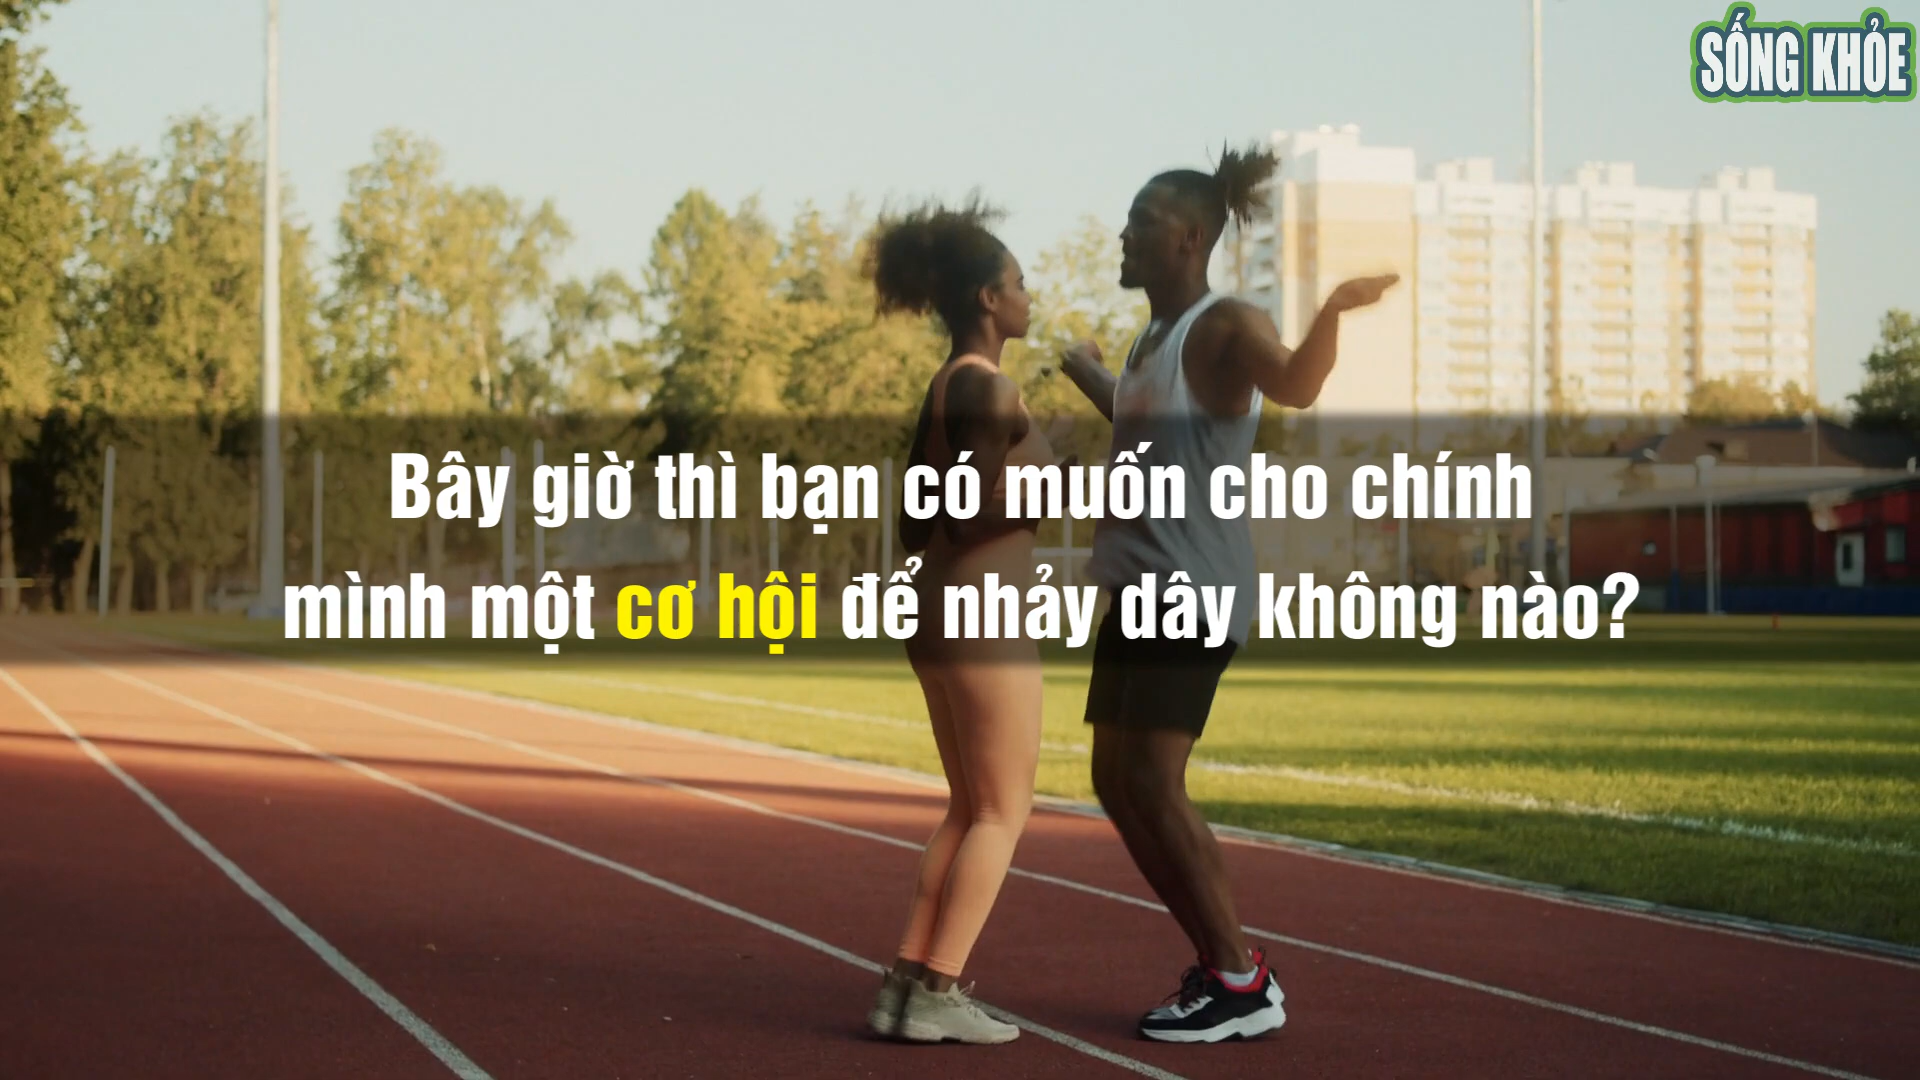 SỐNG KHỎE
Bây giờ thì bạn có muốn cho chính
mình một cơ hội để nhảy dây không nào?